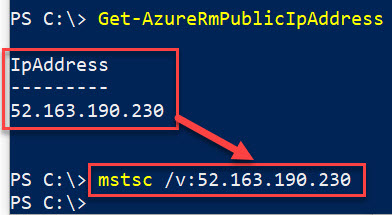 PS C:\> Get-AzureRmPublicIpAddress
IpAddress
---------
52.163.190.230
PS C:\> mstsc /v:52.163.190.230
PS C:\>